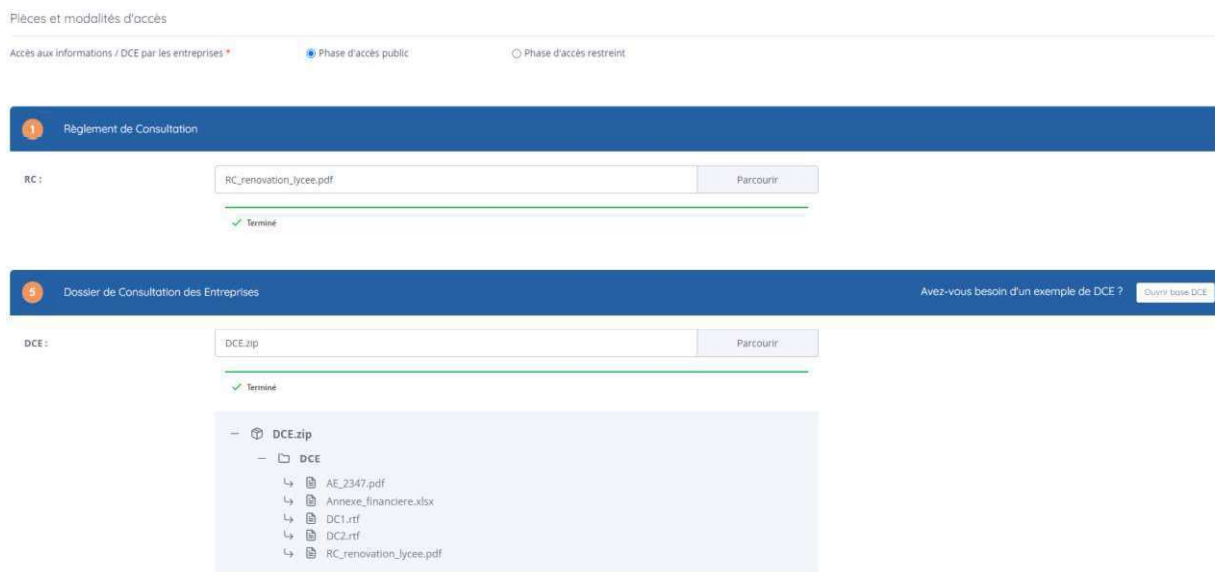 Pièces et modalités d'accès
Accès aux informations / DCE par les entreprises * Phase d'accès public Phase d'accès restreint
1 Règlement de Consultation
RC : RC_renovation_lycee.pdf Parcourir
Terminé
5 Dossier de Consultation des Entreprises Avez-vous besoin d'un exemple de DCE ? Ouvrir base DCE
DCE : DCE.zip Parcourir
Terminé
DCE.zip
DCE
AE_2347.pdf
Annexe_financiere.xlsx
DC1.rtf
DC2.rtf
RC_renovation_lycee.pdf